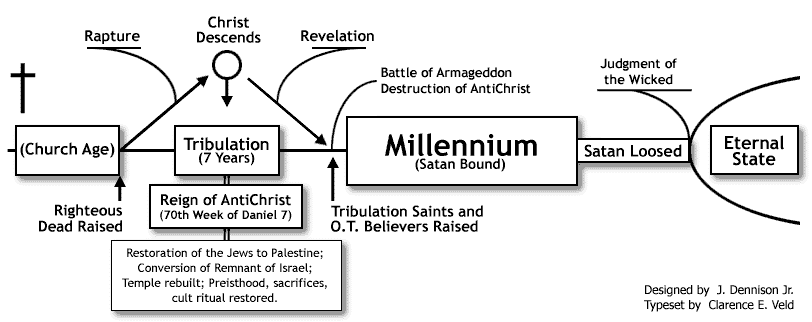 Christ
Descends
Rapture
Revelation
Battle of Armageddon
Destruction of AntiChrist
Judgment of
the Wicked
(Church Age)
Tribulation
(7 Years)
Millennium
(Satan Bound)
Satan Loosed
Eternal
State
Righteous
Dead Raised
Reign of AntiChrist
(70th Week of Daniel 7)
Tribulation Saints and
O.T. Believers Raised
Restoration of the Jews to Palestine;
Conversion of Remnant of Israel;
Temple rebuilt; Preisthood, sacrifices,
cult ritual restored.
Designed by J. Dennison Jr.
Typeset by Clarence E. Veld